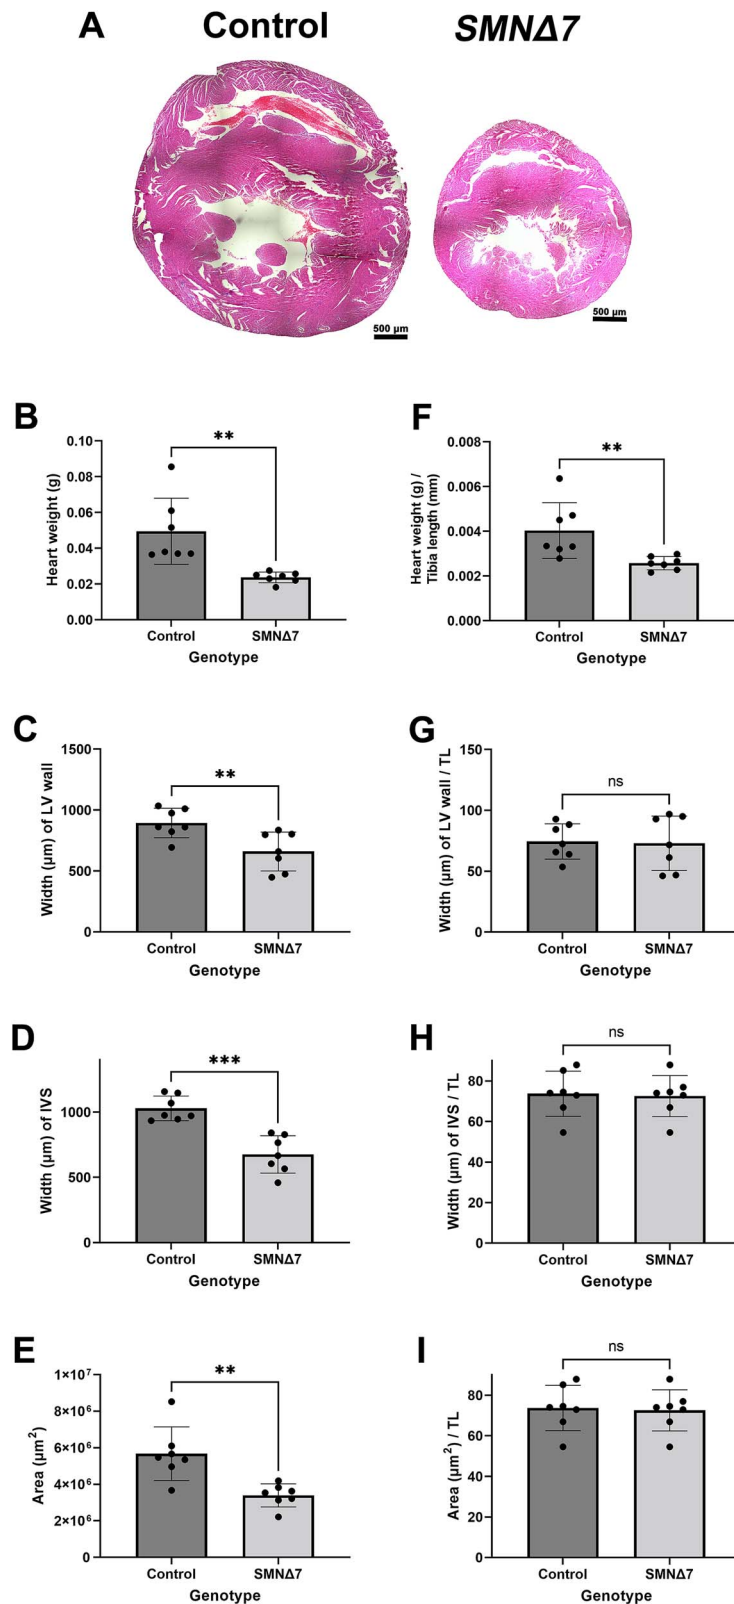 A
Control
SMNΔ7
500 µm
500 µm
B
0.10
0.08
0.06
0.04
0.02
0.00
Heart weight (g)
**
Control
SMNΔ7
Genotype
F
0.008
0.006
0.004
0.002
0.000
Heart weight (g) /
Tibia length (mm)
**
Control
SMNΔ7
Genotype
C
1500
1000
500
0
Width (µm) of LV wall
**
Control
SMNΔ7
Genotype
G
150
100
50
0
Width (µm) of LV wall / TL
ns
Control
SMNΔ7
Genotype
D
1000
500
0
Width (µm) of IVS
***
Control
SMNΔ7
Genotype
H
80
60
40
20
0
Width (µm) of IVS / TL
ns
Control
SMNΔ7
Genotype
E
1×10⁷
8×10⁶
6×10⁶
4×10⁶
2×10⁶
0
Area (µm²)
**
Control
SMNΔ7
Genotype
I
80
60
40
20
0
Area (µm²) / TL
ns
Control
SMNΔ7
Genotype